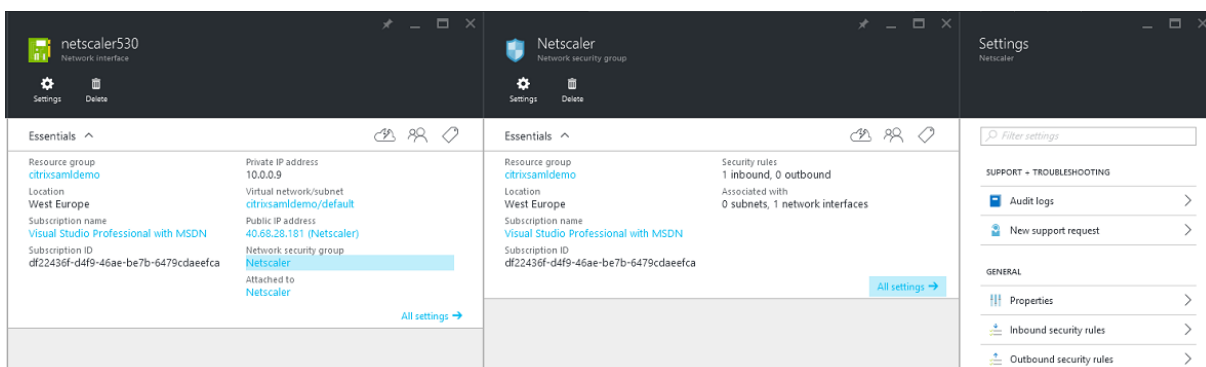 netscaler530
Network interface
Settings
Delete
Essentials
Resource group
citrixsamldemo
Location
West Europe
Subscription name
Visual Studio Professional with MSDN
Subscription ID
df22436f-d4f9-46ae-be7b-6479cdaeefca
Private IP address
10.0.0.9
Virtual network/subnet
citrixsamldemo/default
Public IP address
40.68.28.181 (Netscaler)
Network security group
Netscaler
Attached to
Netscaler
All settings →
Netscaler
Network security group
Settings
Delete
Essentials
Resource group
citrixsamldemo
Location
West Europe
Subscription name
Visual Studio Professional with MSDN
Subscription ID
df22436f-d4f9-46ae-be7b-6479cdaeefca
Security rules
1 inbound, 0 outbound
Associated with
0 subnets, 1 network interfaces
All settings →
Settings
Netscaler
Filter settings
SUPPORT + TROUBLESHOOTING
Audit logs
New support request
GENERAL
Properties
Inbound security rules
Outbound security rules